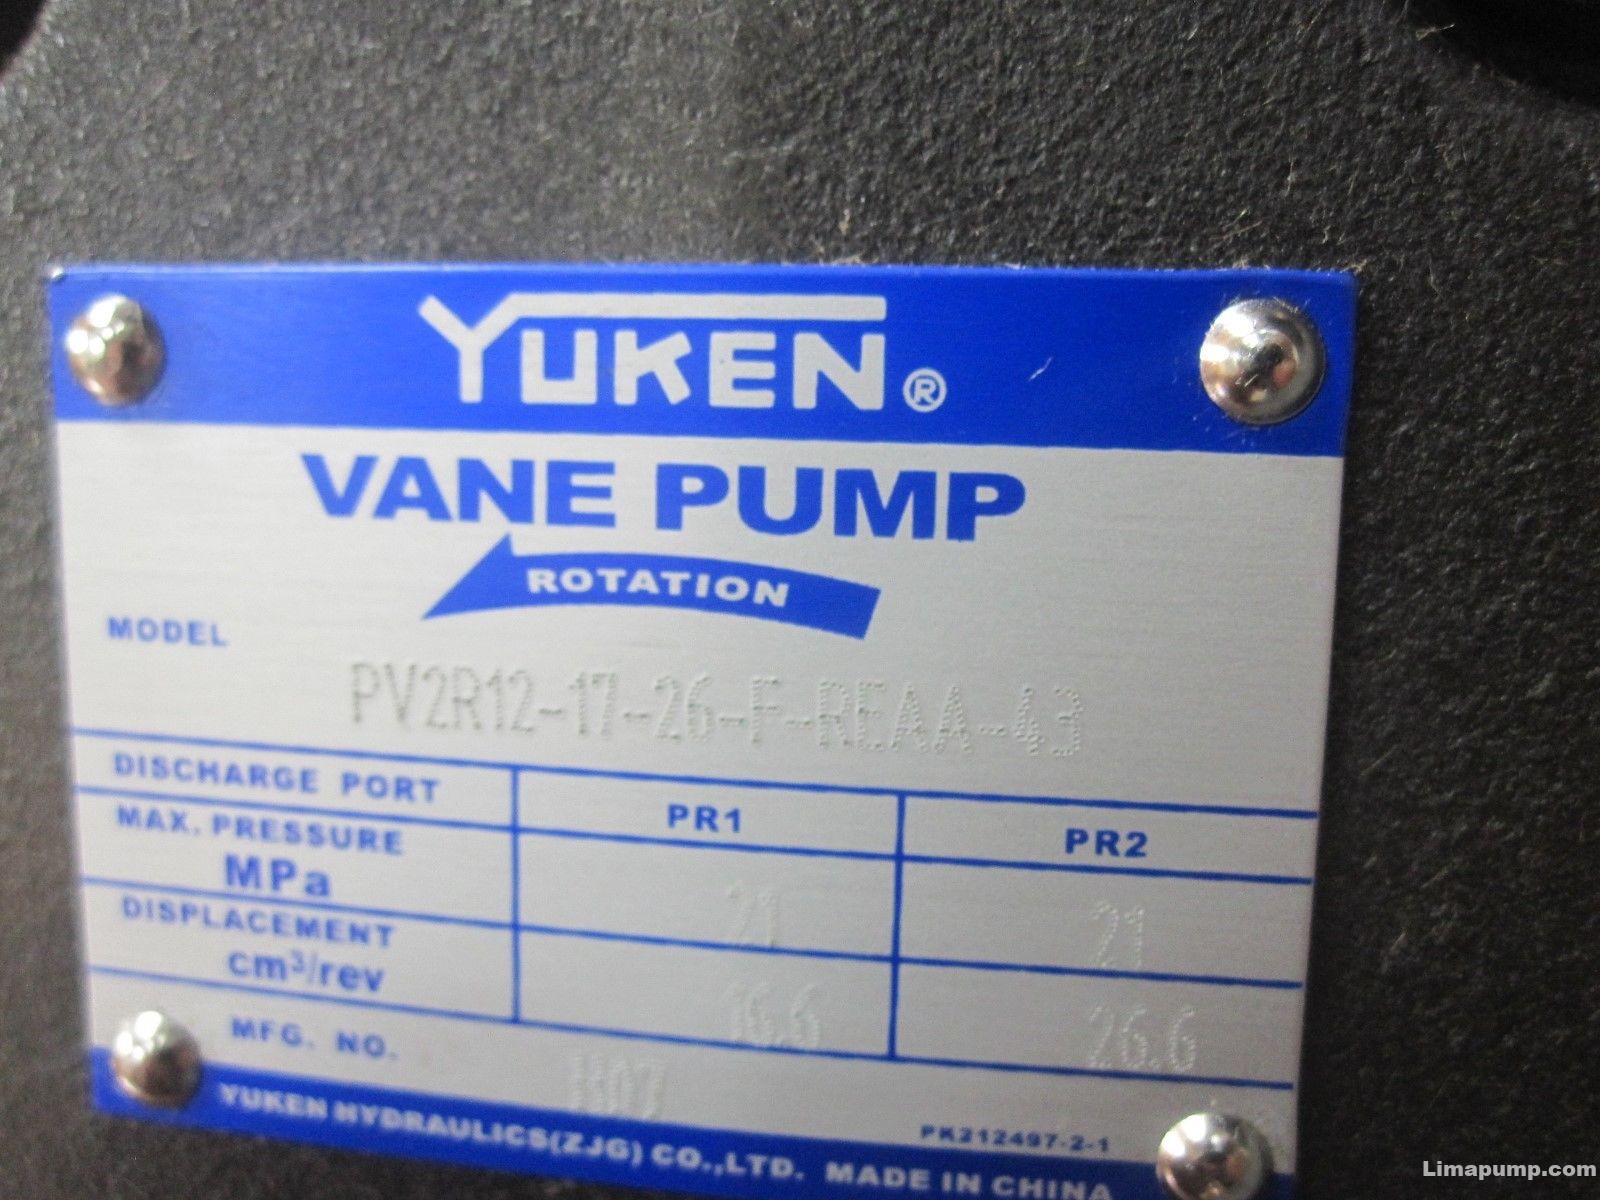 YUKEN®
VANE PUMP
ROTATION
MODEL
PV2R12-17-26-F-REAA-43
DISCHARGE PORT PR1 PR2
MAX. PRESSURE
MPa 21 21
DISPLACEMENT
cm³/rev 16.6 26.6
MFG. NO. H07
YUKEN HYDRAULICS(ZJG) CO.,LTD. MADE IN CHINA
PK212497-2-1
Limapump.com